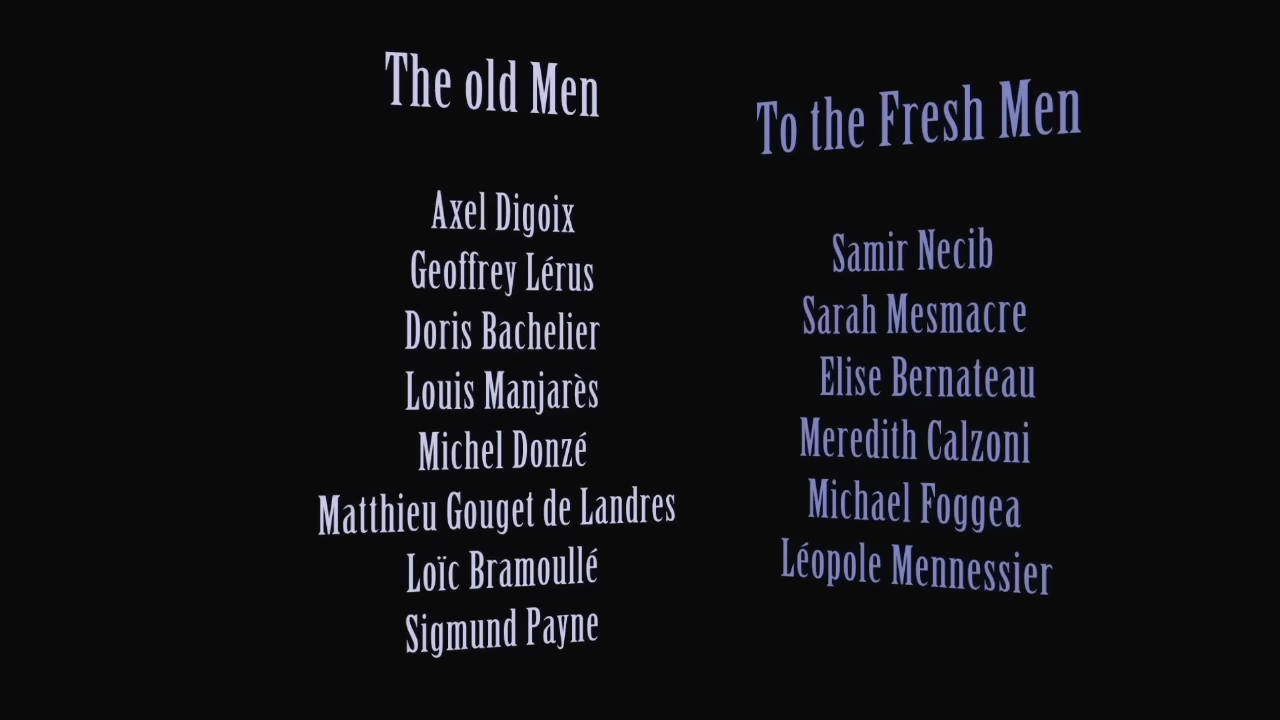 The old Men
Axel Digoix
Geoffrey Lérus
Doris Bachelier
Louis Manjarès
Michel Donzé
Matthieu Gouget de Landres
Loïc Bramoullé
Sigmund Payne
To the Fresh Men
Samir Necib
Sarah Mesmacre
Elise Bernateau
Meredith Calzoni
Michael Foggea
Léopole Mennessier